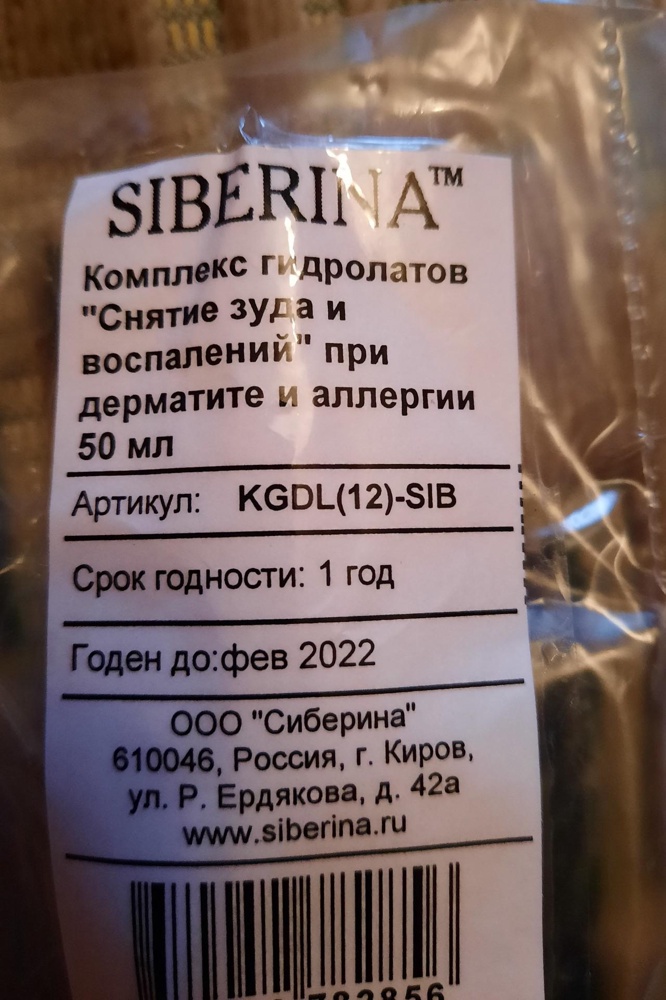 SIBERINA™
Комплекс гидролатов
"Снятие зуда и
воспалений" при
дерматите и аллергии
50 мл
Артикул: KGDL(12)-SIB
Срок годности: 1 год
Годен до:фев 2022
ООО "Сиберина"
610046, Россия, г. Киров,
ул. Р. Ердякова, д. 42а
www.siberina.ru